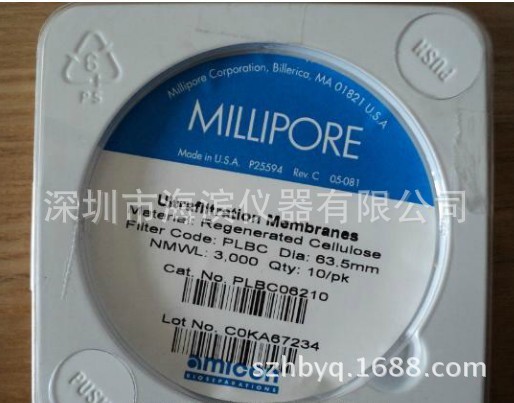 PUSH
6
PS
Millipore Corporation, Billerica, MA 01821 U.S.A
MILLIPORE
Made in U.S.A. P25594 Rev C 05-081
深圳市海滨仪器有限公司
Ultrafiltration Membranes
Material: Regenerated Cellulose
Filter Code: PLBC Dia: 63.5mm
NMWL: 3,000 Qty: 10/pk
Cat. No. PLBC06210
Lot No. C0KA67234
amicon
BIOSEPARATIONS
PUSH
szhbyq.1688.com